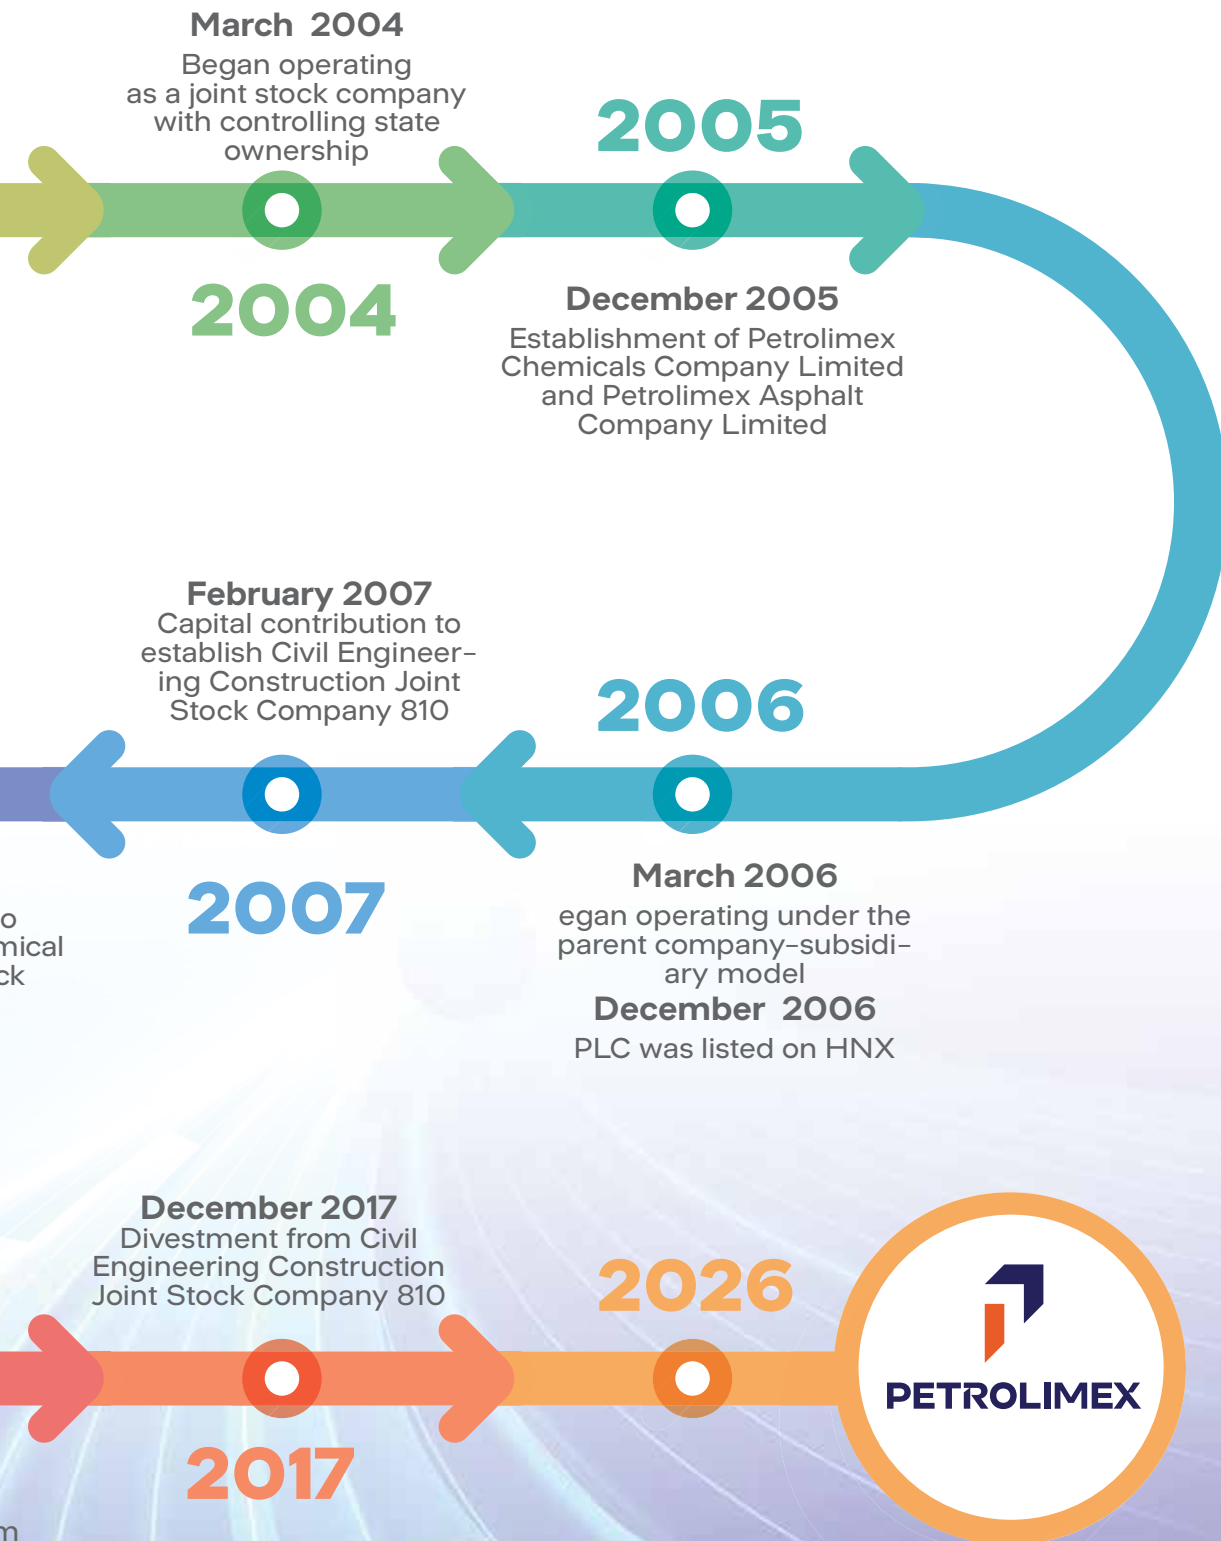 March 2004
Began operating
as a joint stock company
with controlling state
ownership
2004
2005
December 2005
Establishment of Petrolimex
Chemicals Company Limited
and Petrolimex Asphalt
Company Limited
2006
March 2006
egan operating under the
parent company-subsidi-
ary model
December 2006
PLC was listed on HNX
February 2007
Capital contribution to
establish Civil Engineer-
ing Construction Joint
Stock Company 810
2007
o
mical
ck
December 2017
Divestment from Civil
Engineering Construction
Joint Stock Company 810
2017
m
2026
PETROLIMEX